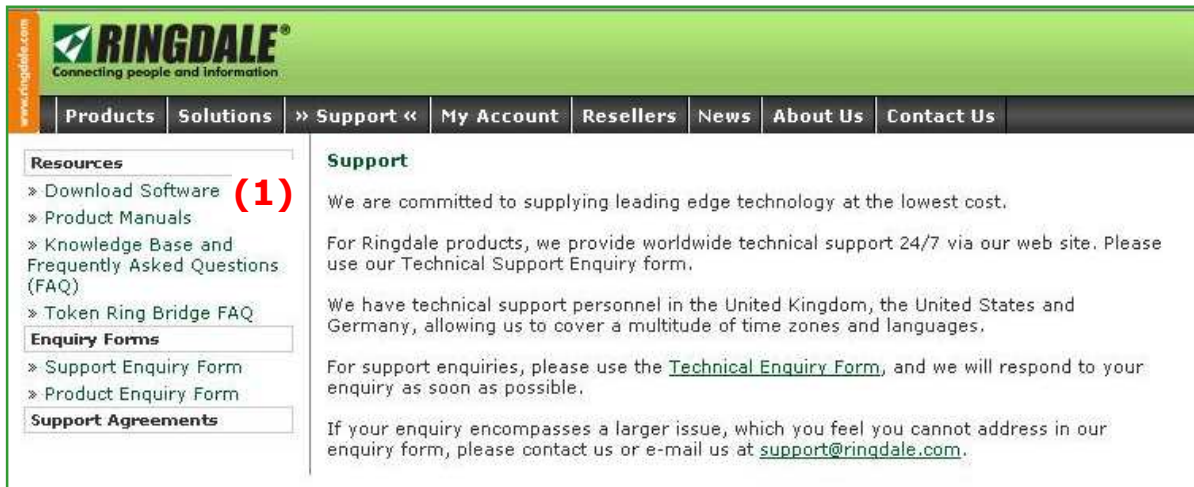 www.ringdale.com
RINGDALE®
Connecting people and information
Products Solutions » Support « My Account Resellers News About Us Contact Us
Resources
» Download Software (1)
» Product Manuals
» Knowledge Base and
Frequently Asked Questions
(FAQ)
» Token Ring Bridge FAQ
Enquiry Forms
» Support Enquiry Form
» Product Enquiry Form
Support Agreements
Support
We are committed to supplying leading edge technology at the lowest cost.
For Ringdale products, we provide worldwide technical support 24/7 via our web site. Please
use our Technical Support Enquiry form.
We have technical support personnel in the United Kingdom, the United States and
Germany, allowing us to cover a multitude of time zones and languages.
For support enquiries, please use the Technical Enquiry Form, and we will respond to your
enquiry as soon as possible.
If your enquiry encompasses a larger issue, which you feel you cannot address in our
enquiry form, please contact us or e-mail us at support@ringdale.com.